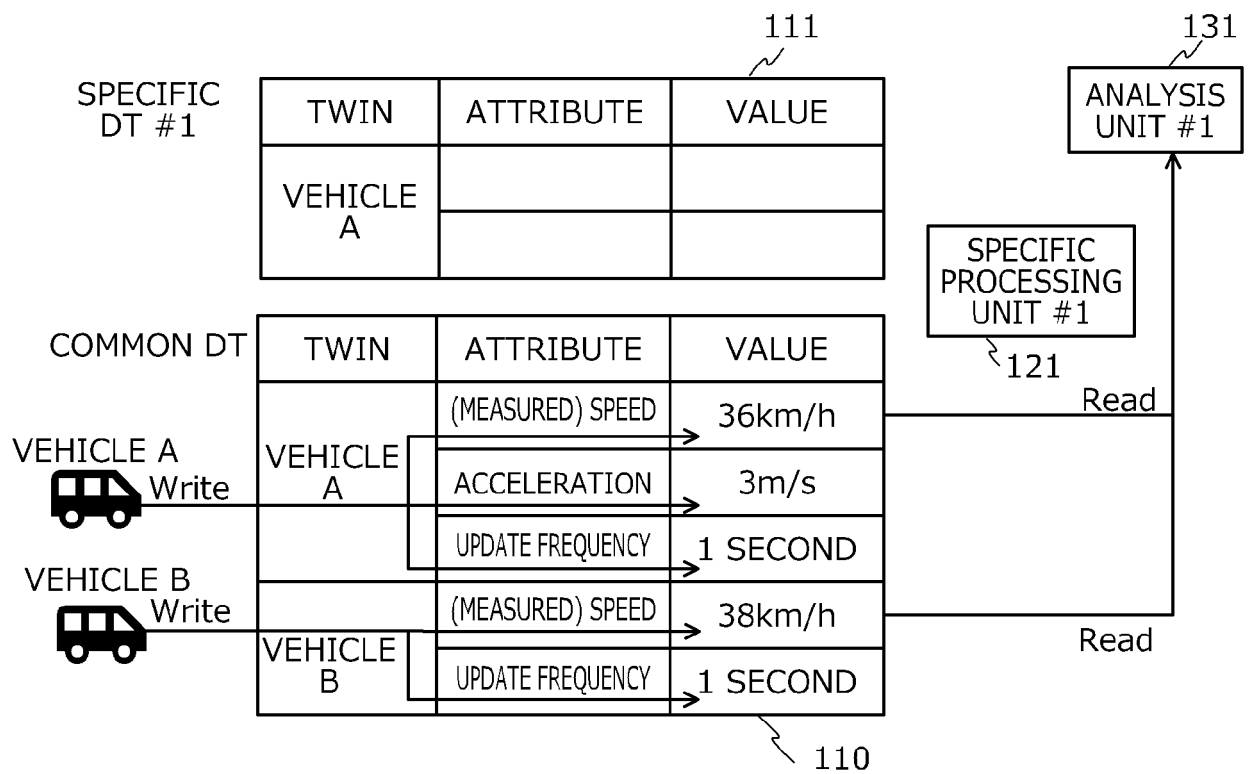 111
131
SPECIFIC
DT #1
TWIN
ATTRIBUTE
VALUE
VEHICLE
A
ANALYSIS
UNIT #1
SPECIFIC
PROCESSING
UNIT #1
121
COMMON DT
TWIN
ATTRIBUTE
VALUE
VEHICLE A
Write
VEHICLE
A
(MEASURED) SPEED
36km/h
Read
ACCELERATION
3m/s
UPDATE FREQUENCY
1 SECOND
VEHICLE B
Write
VEHICLE
B
(MEASURED) SPEED
38km/h
Read
UPDATE FREQUENCY
1 SECOND
110